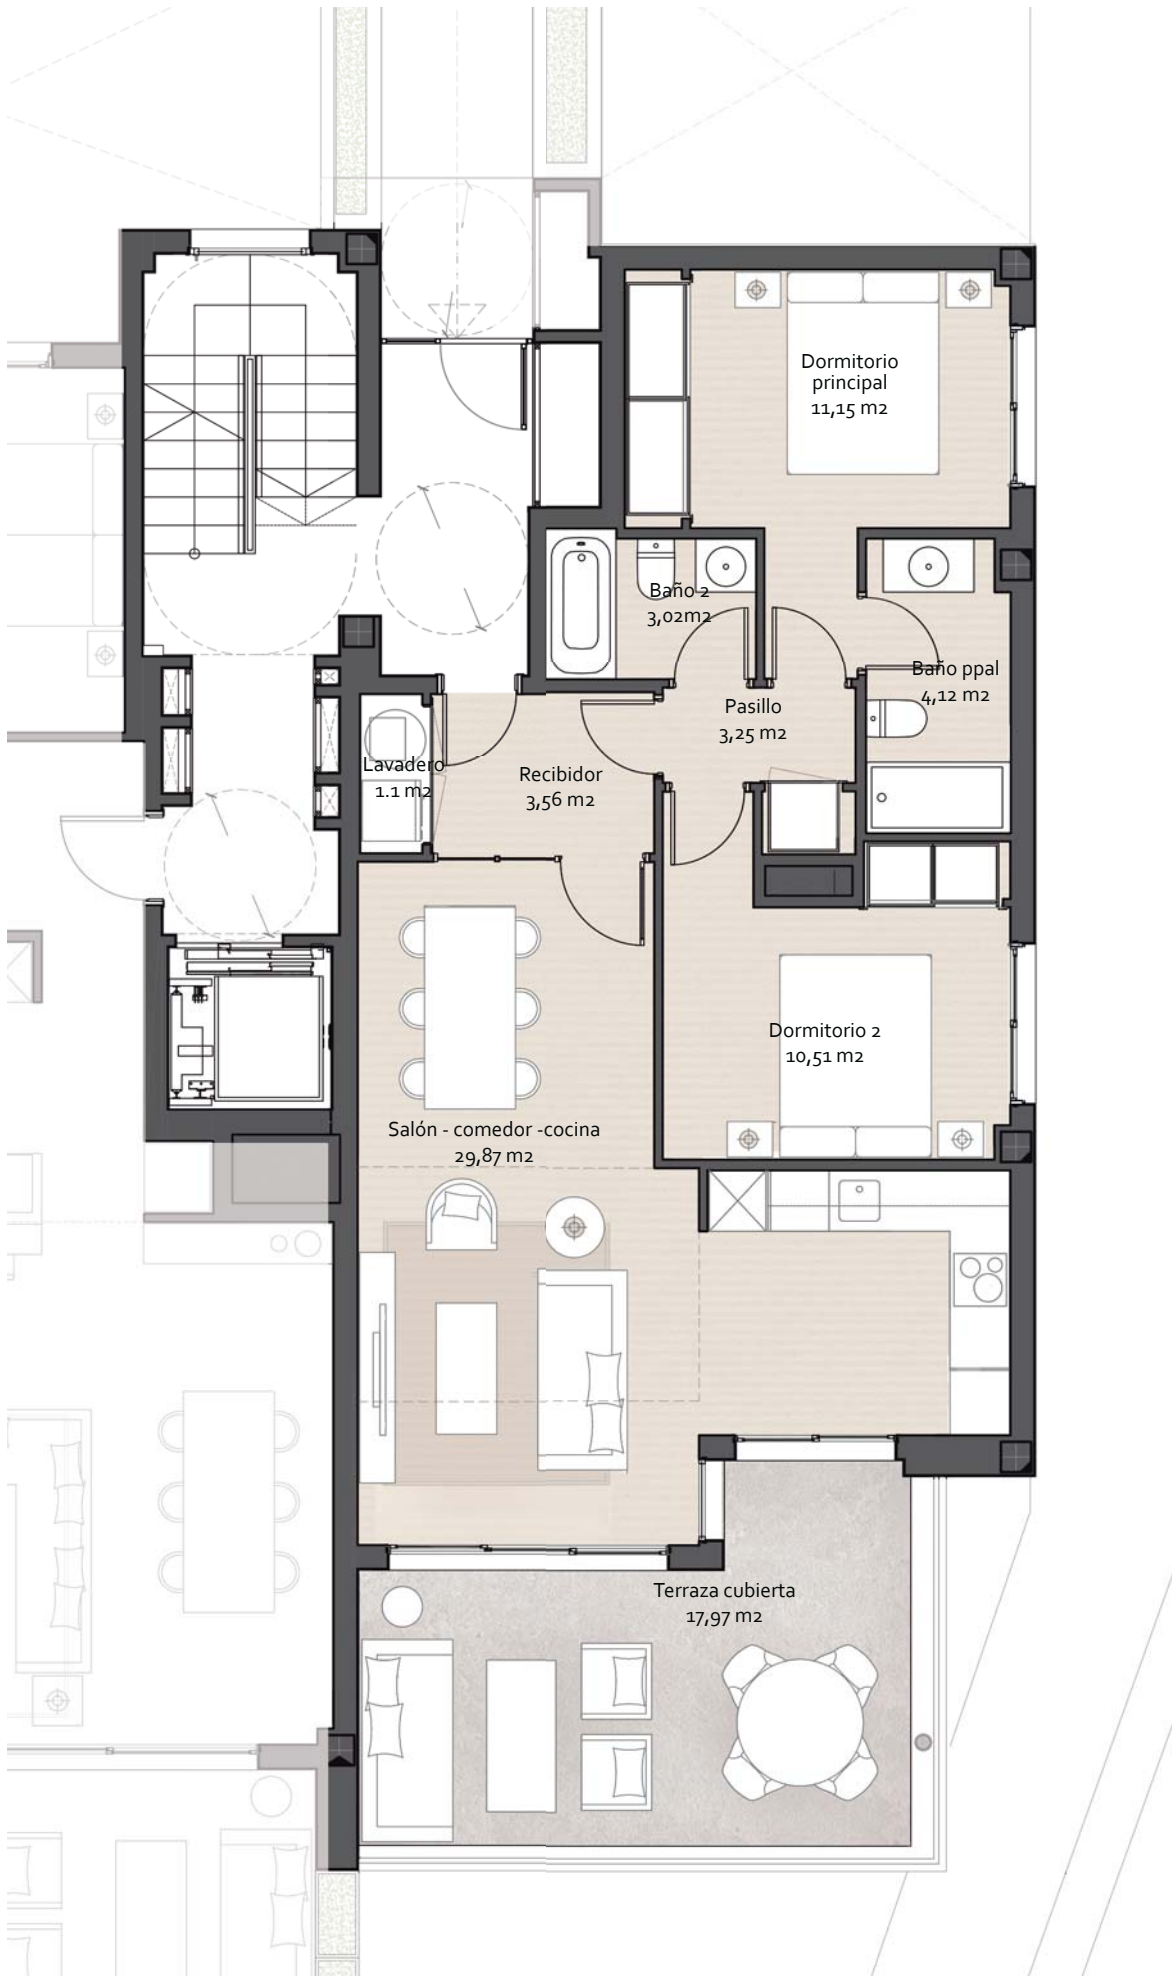 Dormitorio
principal
11,15 m2
Baño 2
3,02m2
Baño ppal
4,12 m2
Pasillo
3,25 m2
Lavadero
1.1 m2
Recibidor
3,56 m2
Dormitorio 2
10,51 m2
Salón - comedor -cocina
29,87 m2
Terraza cubierta
17,97 m2